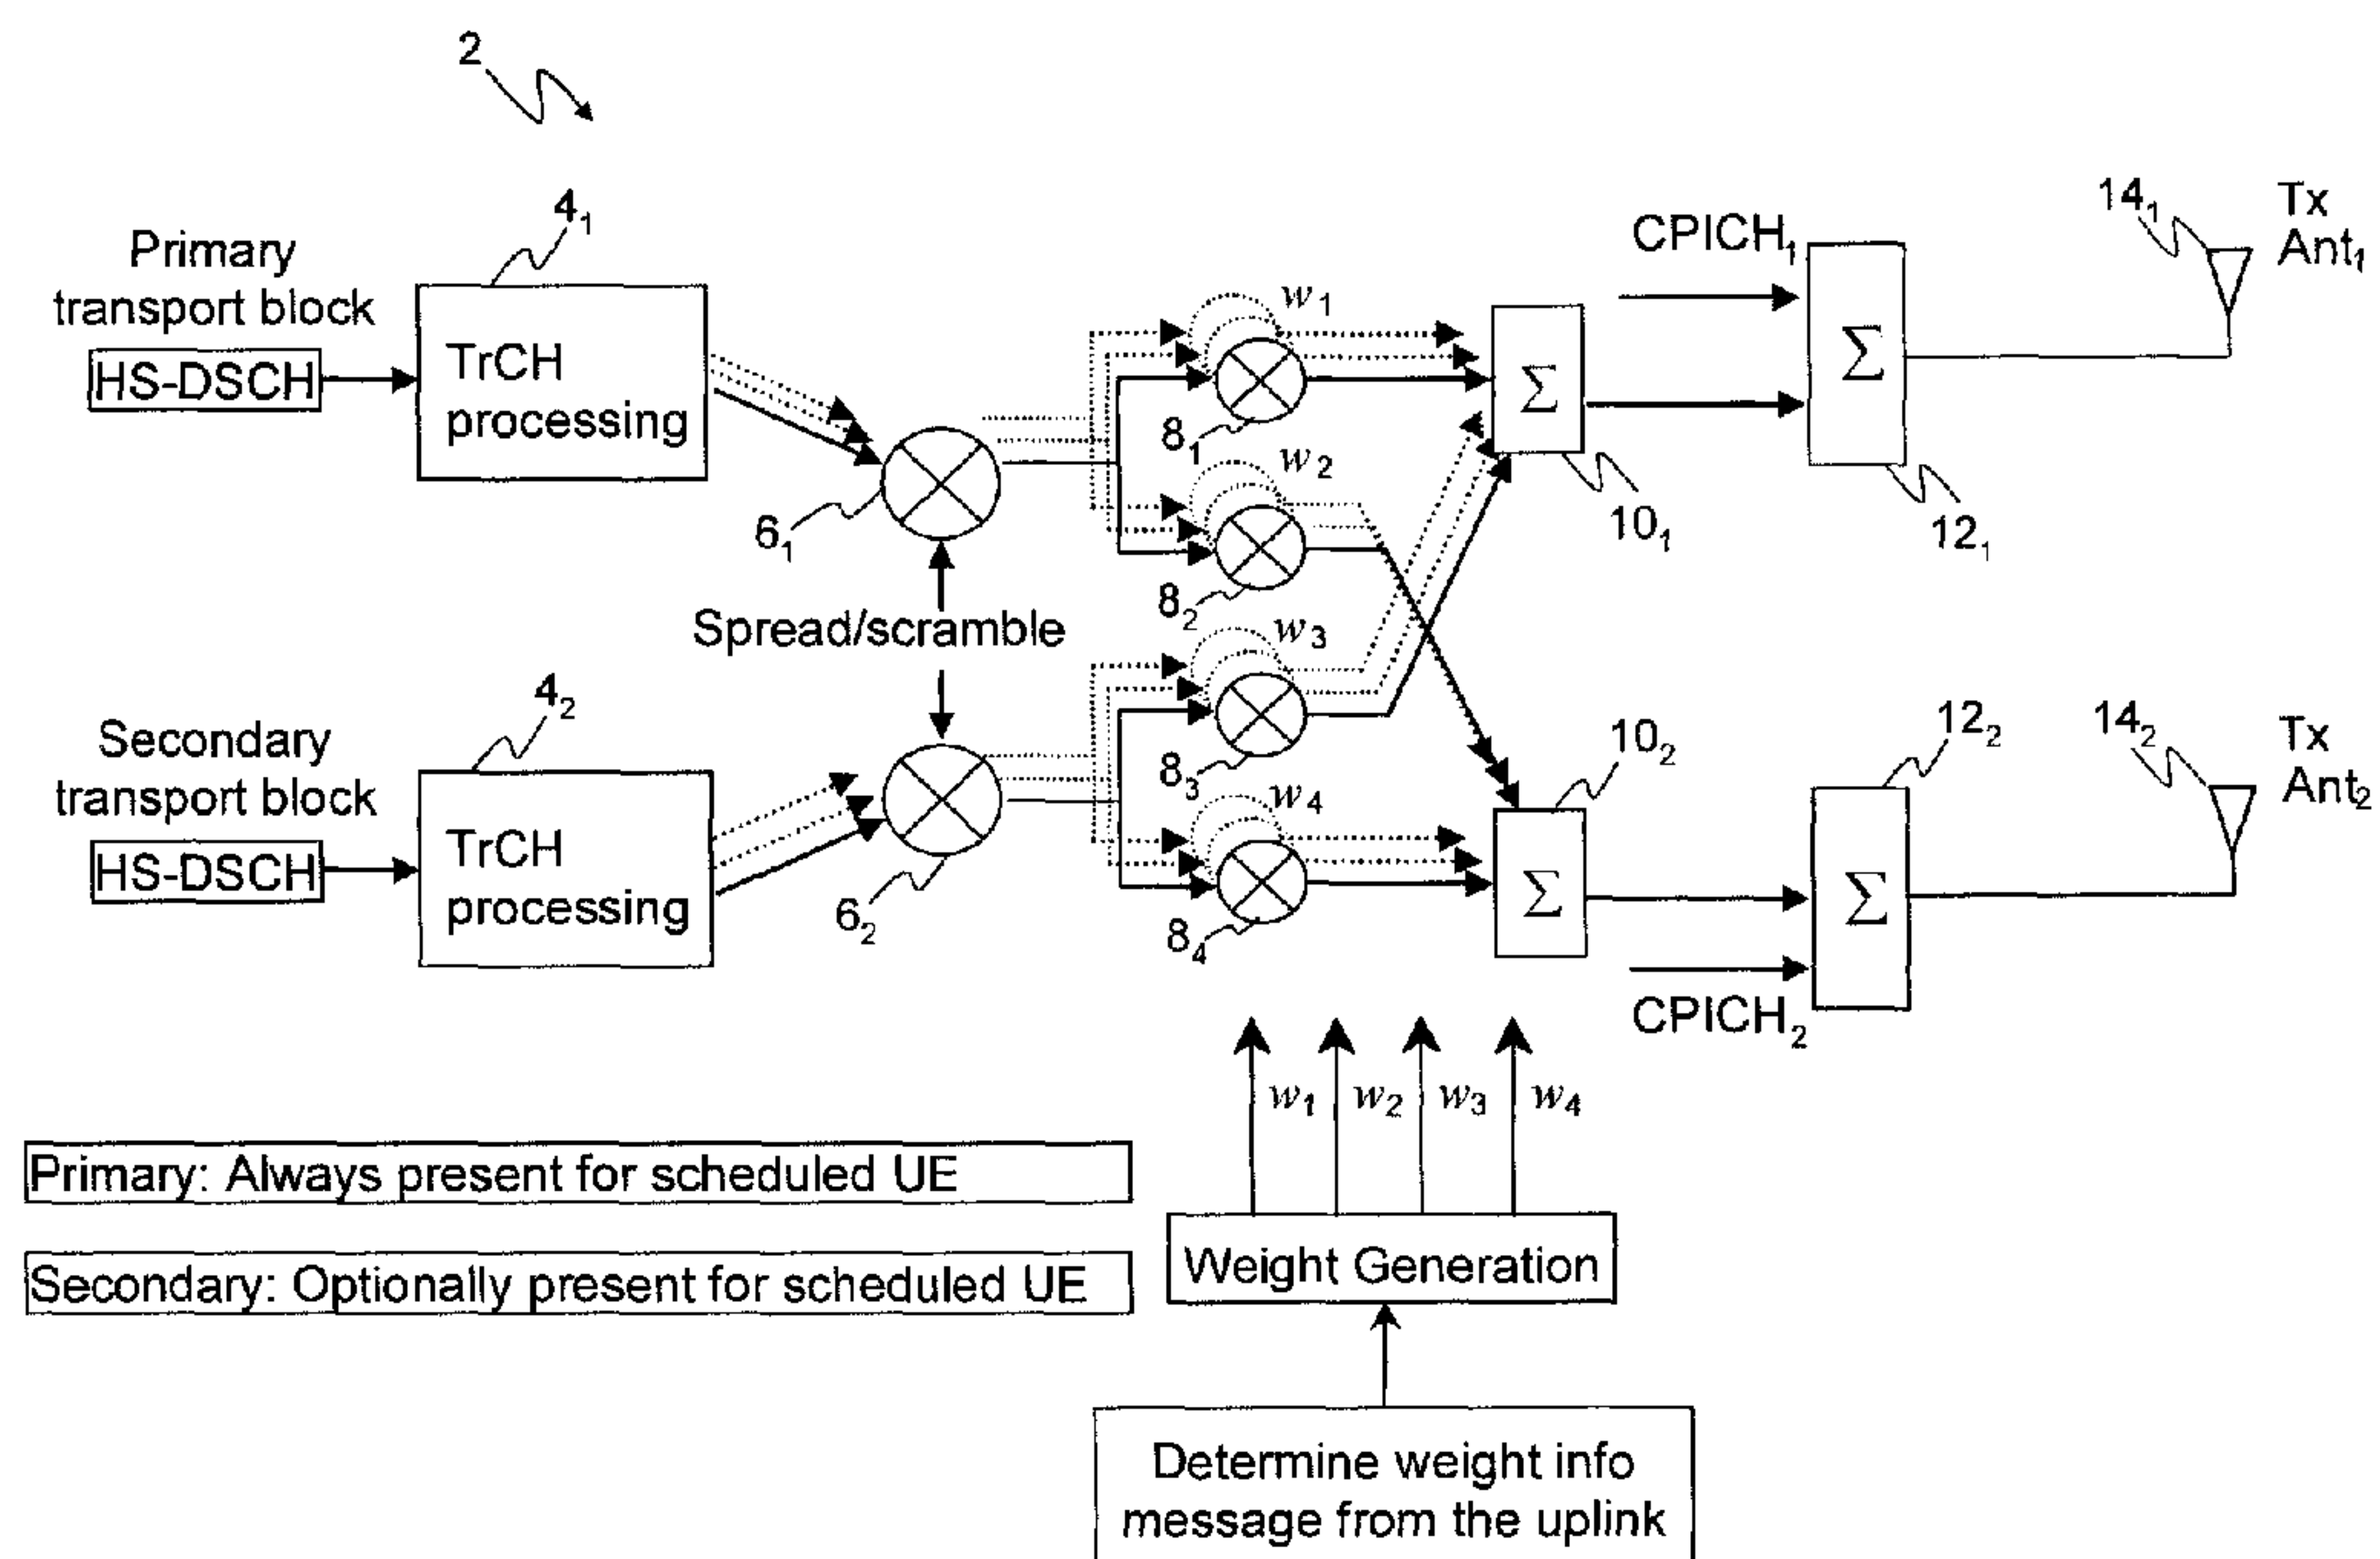 2
Primary
transport block
HS-DSCH
4₁
TrCH
processing
6₁
Spread/scramble
w₁
8₁
w₂
8₂
w₃
8₃
w₄
8₄
Σ
10₁
CPICH₁
Σ
12₁
14₁
Tx
Ant₁
Secondary
transport block
HS-DSCH
4₂
TrCH
processing
6₂
10₂
Σ
CPICH₂
12₂
Σ
14₂
Tx
Ant₂
w₁ w₂ w₃ w₄
Primary: Always present for scheduled UE
Secondary: Optionally present for scheduled UE
Weight Generation
Determine weight info
message from the uplink